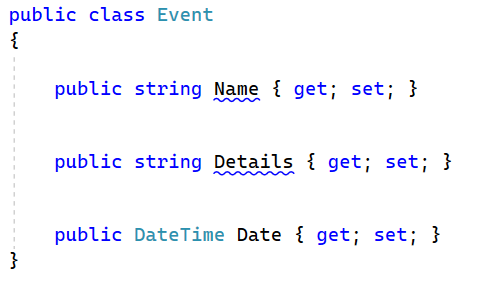 public class Event
{
public string Name { get; set; }
public string Details { get; set; }
public DateTime Date { get; set; }
}